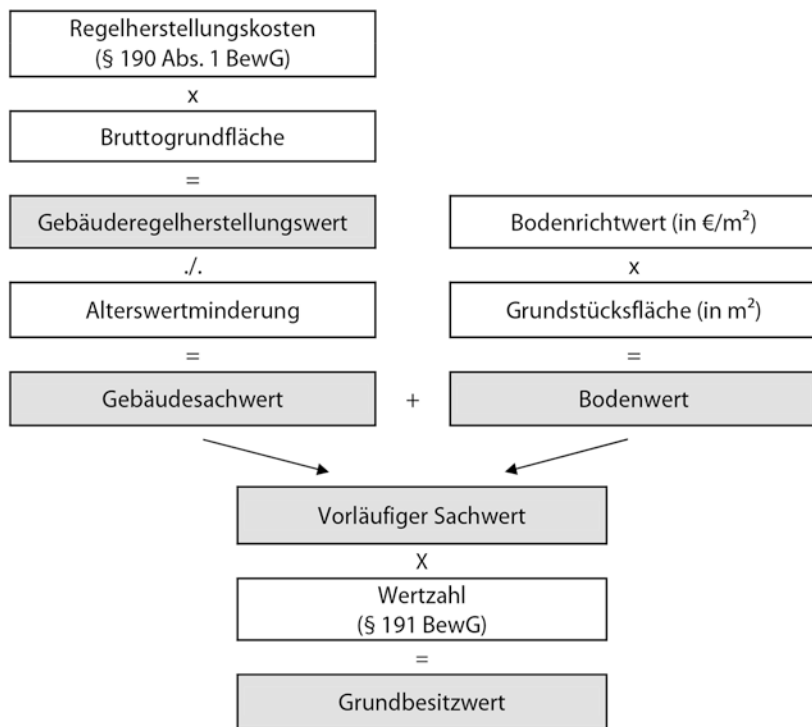 Regelherstellungskosten
(§ 190 Abs. 1 BewG)
x
Bruttogrundfläche
=
Gebäuderegelherstellungswert
./.
Alterswertminderung
=
Gebäudesachwert
+
Bodenrichtwert (in €/m²)
x
Grundstücksfläche (in m²)
=
Bodenwert
Vorläufiger Sachwert
X
Wertzahl
(§ 191 BewG)
=
Grundbesitzwert